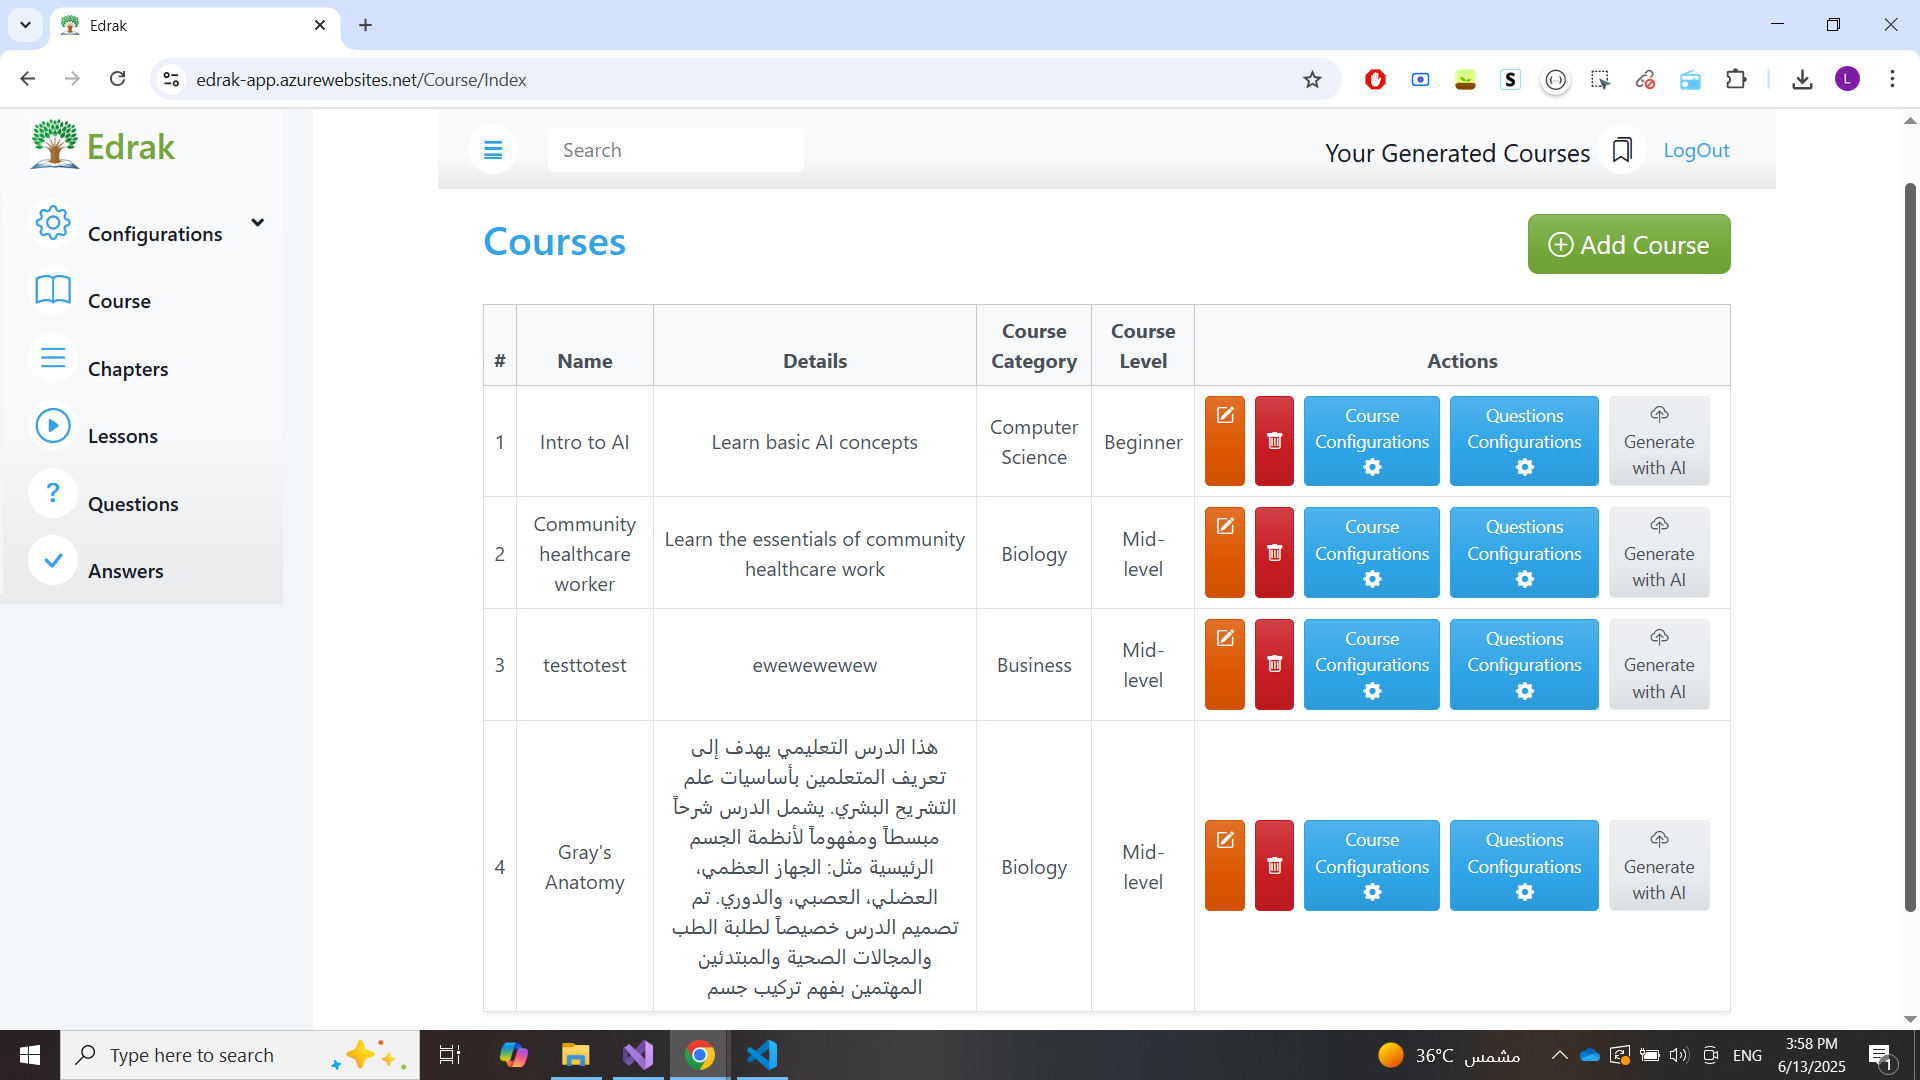 Edrak
edrak-app.azurewebsites.net/Course/Index
L
Edrak
Search
Your Generated Courses
LogOut
Configurations
Course
Chapters
Lessons
Questions
Answers
Courses
Add Course
# Name Details Course Category Course Level Actions
1 Intro to AI Learn basic AI concepts Computer Science Beginner
Course Configurations
Questions Configurations
Generate with AI
2 Community healthcare worker Learn the essentials of community healthcare work Biology Mid-level
Course Configurations
Questions Configurations
Generate with AI
3 testtotest ewewewewew Business Mid-level
Course Configurations
Questions Configurations
Generate with AI
4 Gray's Anatomy
هذا الدرس التعليمي يهدف إلى
تعريف المتعلمين بأساسيات علم
التشريح البشري. يشمل الدرس شرحاً
مبسطاً ومفهوماً لأنظمة الجسم
الرئيسية مثل: الجهاز العظمي،
العضلي، العصبي، والدوري. تم
تصميم الدرس خصيصاً لطلبة الطب
والمجالات الصحية والمبتدئين
المهتمين بفهم تركيب جسم
Biology Mid-level
Course Configurations
Questions Configurations
Generate with AI
Type here to search
36°C مشمس
ENG
3:58 PM
6/13/2025
1